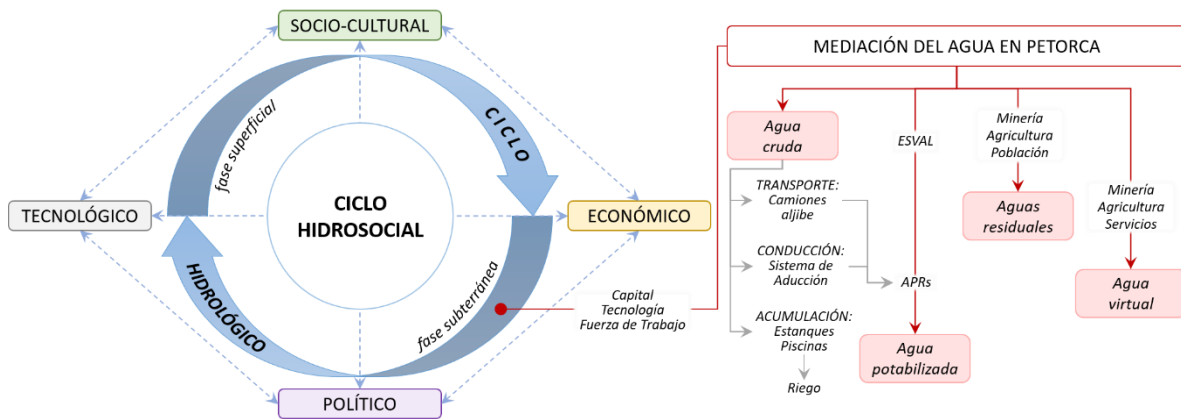 SOCIO-CULTURAL
fase superficial
CICLO
TECNOLÓGICO
CICLO
HIDROSOCIAL
ECONÓMICO
HIDROLÓGICO
fase subterránea
POLÍTICO
Capital
Tecnología
Fuerza de Trabajo
MEDIACIÓN DEL AGUA EN PETORCA
Agua
cruda
TRANSPORTE:
Camiones
aljibe
CONDUCCIÓN:
Sistema de
Aducción
ACUMULACIÓN:
Estanques
Piscinas
Riego
ESVAL
APRs
Agua
potabilizada
Minería
Agricultura
Población
Aguas
residuales
Minería
Agricultura
Servicios
Agua
virtual